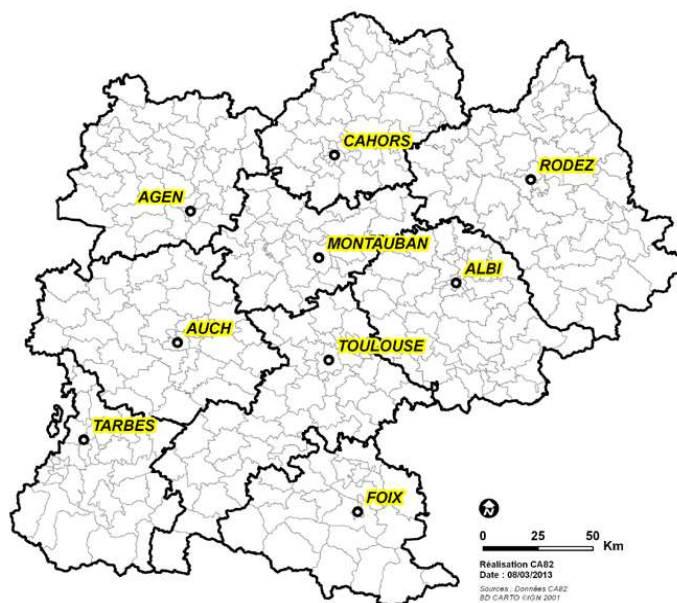 CAHORS
RODEZ
AGEN
MONTAUBAN
ALBI
AUCH
TOULOUSE
TARBES
FOIX
0 25 50 Km
Réalisation CA82
Date : 08/03/2013
Sources : Données CA82
BD CARTO ©IGN 2001